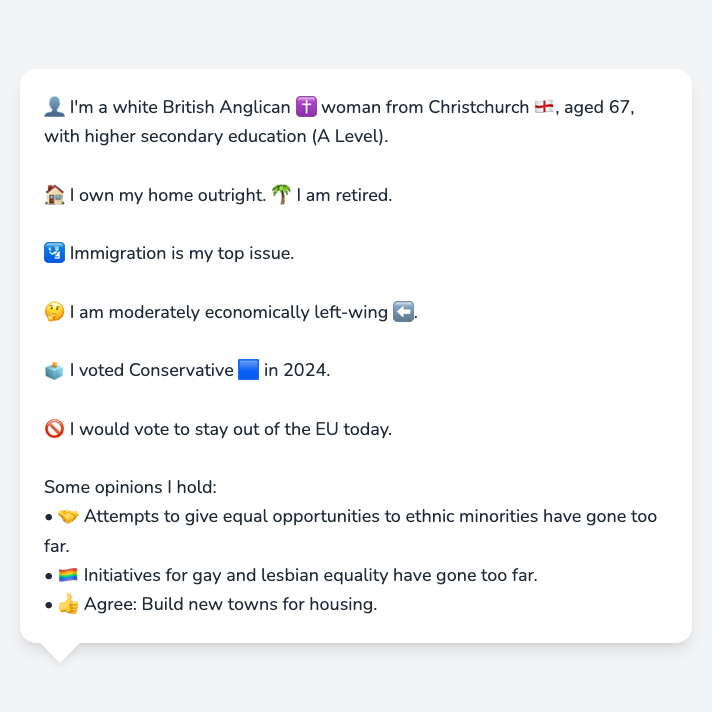 👤 I'm a white British Anglican ✝️ woman from Christchurch 🏴󠁧󠁢󠁥󠁮󠁧󠁿, aged 67,
with higher secondary education (A Level).
🏠 I own my home outright. 🌴 I am retired.
🛂 Immigration is my top issue.
🤔 I am moderately economically left-wing ⬅️.
🗳️ I voted Conservative 🟦 in 2024.
🚫 I would vote to stay out of the EU today.
Some opinions I hold:
• 🤝 Attempts to give equal opportunities to ethnic minorities have gone too
far.
• 🏳️‍🌈 Initiatives for gay and lesbian equality have gone too far.
• 👍 Agree: Build new towns for housing.